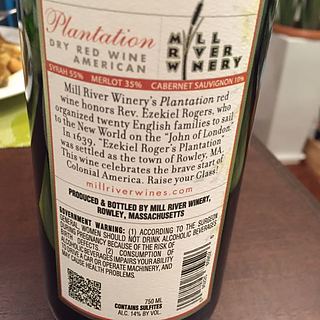 Plantation
DRY RED WINE
AMERICAN
MILL
RIVER
WINERY
SYRAH 55% MERLOT 35% CABERNET SAUVIGNON 10%
Mill River Winery's Plantation red
wine honors Rev. Ezekiel Rogers, who
organized twenty English families to sail
to the New World on the "John of London."
In 1639, "Ezekiel Roger's Plantation"
was settled as the town of Rowley, MA.
This wine celebrates the brave start of
Colonial America. Raise your Glass!
millriverwines.com
PRODUCED & BOTTLED BY MILL RIVER WINERY,
ROWLEY, MASSACHUSETTS
GOVERNMENT WARNING: (1) ACCORDING TO THE SURGEON
GENERAL, WOMEN SHOULD NOT DRINK ALCOHOLIC BEVERAGES
DURING PREGNANCY BECAUSE OF THE RISK OF
BIRTH DEFECTS. (2) CONSUMPTION OF
ALCOHOLIC BEVERAGES IMPAIRS YOUR ABILITY
TO DRIVE A CAR OR OPERATE MACHINERY, AND
MAY CAUSE HEALTH PROBLEMS.
750 ML
CONTAINS SULFITES
ALC. 14% BY VOL.